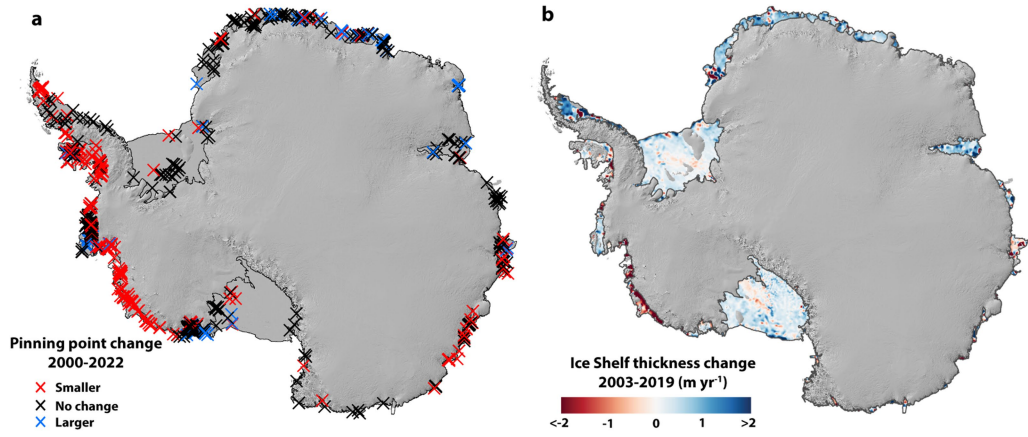 a
b
Pinning point change
2000-2022
Smaller
No change
Larger
Ice Shelf thickness change
2003-2019 (m yr⁻¹)
<-2 -1 0 1 >2